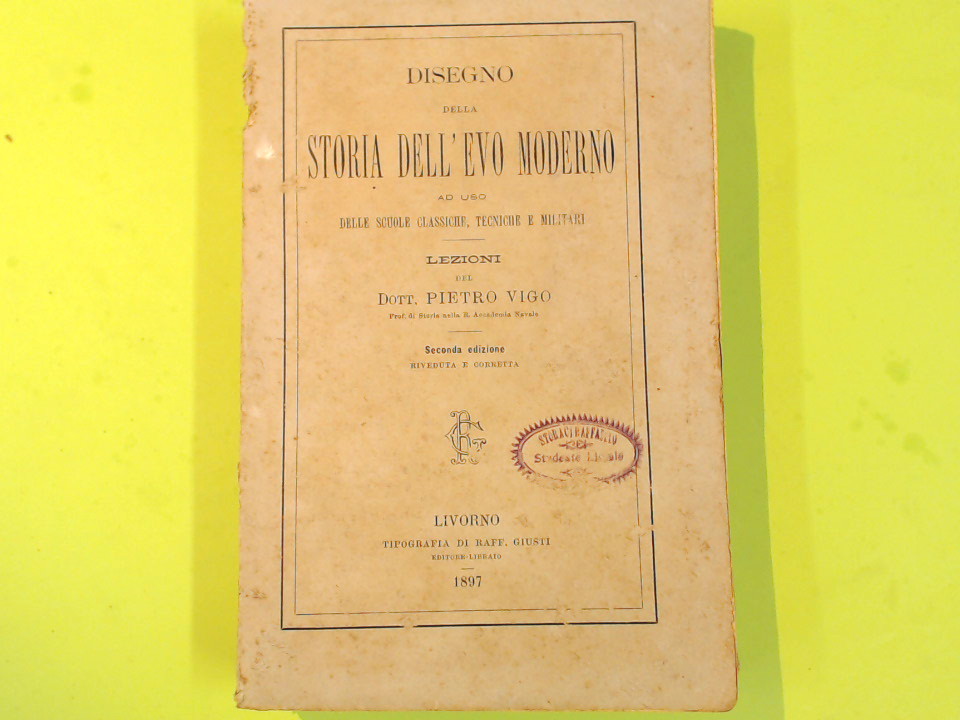 DISEGNO
DELLA
STORIA DELL'EVO MODERNO
AD USO
DELLE SCUOLE CLASSICHE, TECNICHE E MILITARI
LEZIONI
DEL
DOTT. PIETRO VIGO
Prof. di Storia nella R. Accademia Navale
Seconda edizione
RIVEDUTA E CORRETTA
Studente
LIVORNO
TIPOGRAFIA DI RAFF. GIUSTI
EDITORE-LIBRAIO
1897